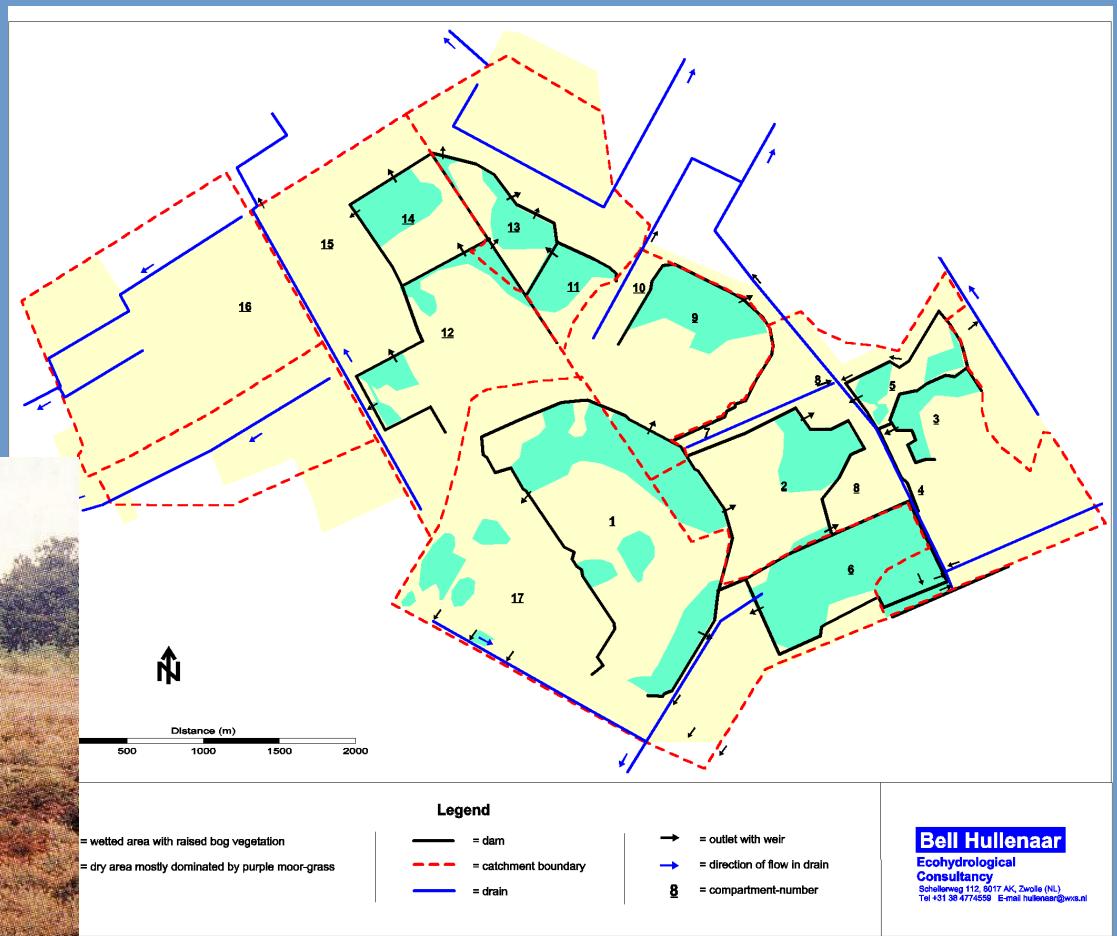 14
13
15
11
10
16
9
12
8
5
3
7
2
8
4
1
6
17
N
Distance (m)
500 1000 1500 2000
Legend
= wetted area with raised bog vegetation
= dry area mostly dominated by purple moor-grass
= dam
= catchment boundary
= drain
= outlet with weir
= direction of flow in drain
8 = compartment-number
Bell Hullenaar
Ecohydrological
Consultancy
Schellerweg 112, 8017 AK, Zwolle (NL)
Tel +31 38 4774559 E-mail hullenaar@wxs.nl